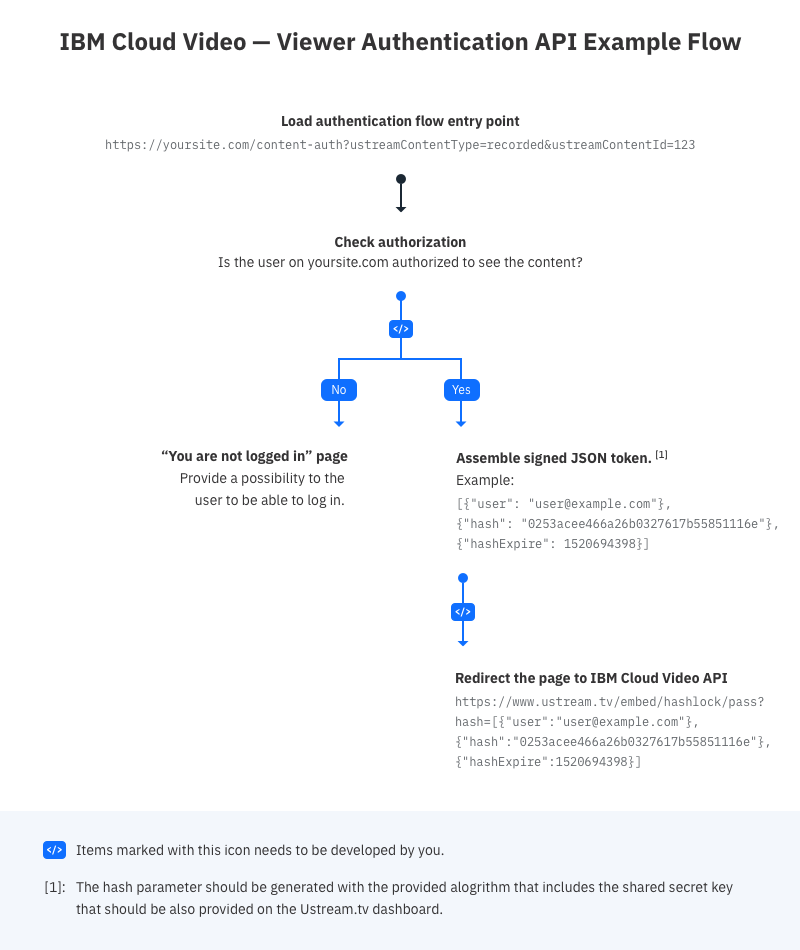 IBM Cloud Video — Viewer Authentication API Example Flow
Load authentication flow entry point
https://yoursite.com/content-auth?ustreamContentType=recorded&ustreamContentId=123
Check authorization
Is the user on yoursite.com authorized to see the content?
</>
No
Yes
“You are not logged in” page
Provide a possibility to the
user to be able to log in.
Assemble signed JSON token. [1]
Example:
[{"user": "user@example.com"},
{"hash": "0253acee466a26b0327617b55851116e"},
{"hashExpire": 1520694398}]
</>
Redirect the page to IBM Cloud Video API
https://www.ustream.tv/embed/hashlock/pass?
hash=[{"user":"user@example.com"},
{"hash":"0253acee466a26b0327617b55851116e"},
{"hashExpire":1520694398}]
</> Items marked with this icon needs to be developed by you.
[1]: The hash parameter should be generated with the provided alogrithm that includes the shared secret key
that should be also provided on the Ustream.tv dashboard.